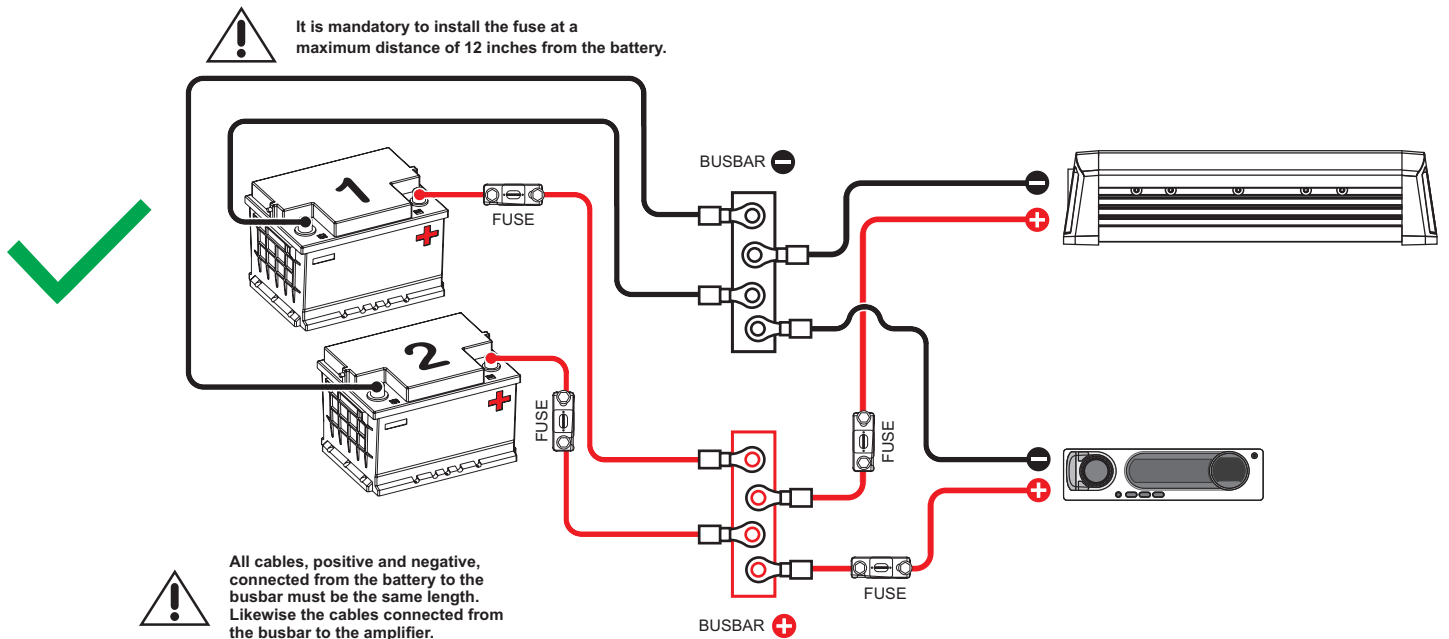 It is mandatory to install the fuse at a
maximum distance of 12 inches from the battery.
BUSBAR -
1
FUSE
+
2
FUSE
+
-
+
FUSE
-
+
FUSE
BUSBAR +
All cables, positive and negative,
connected from the battery to the
busbar must be the same length.
Likewise the cables connected from
the busbar to the amplifier.